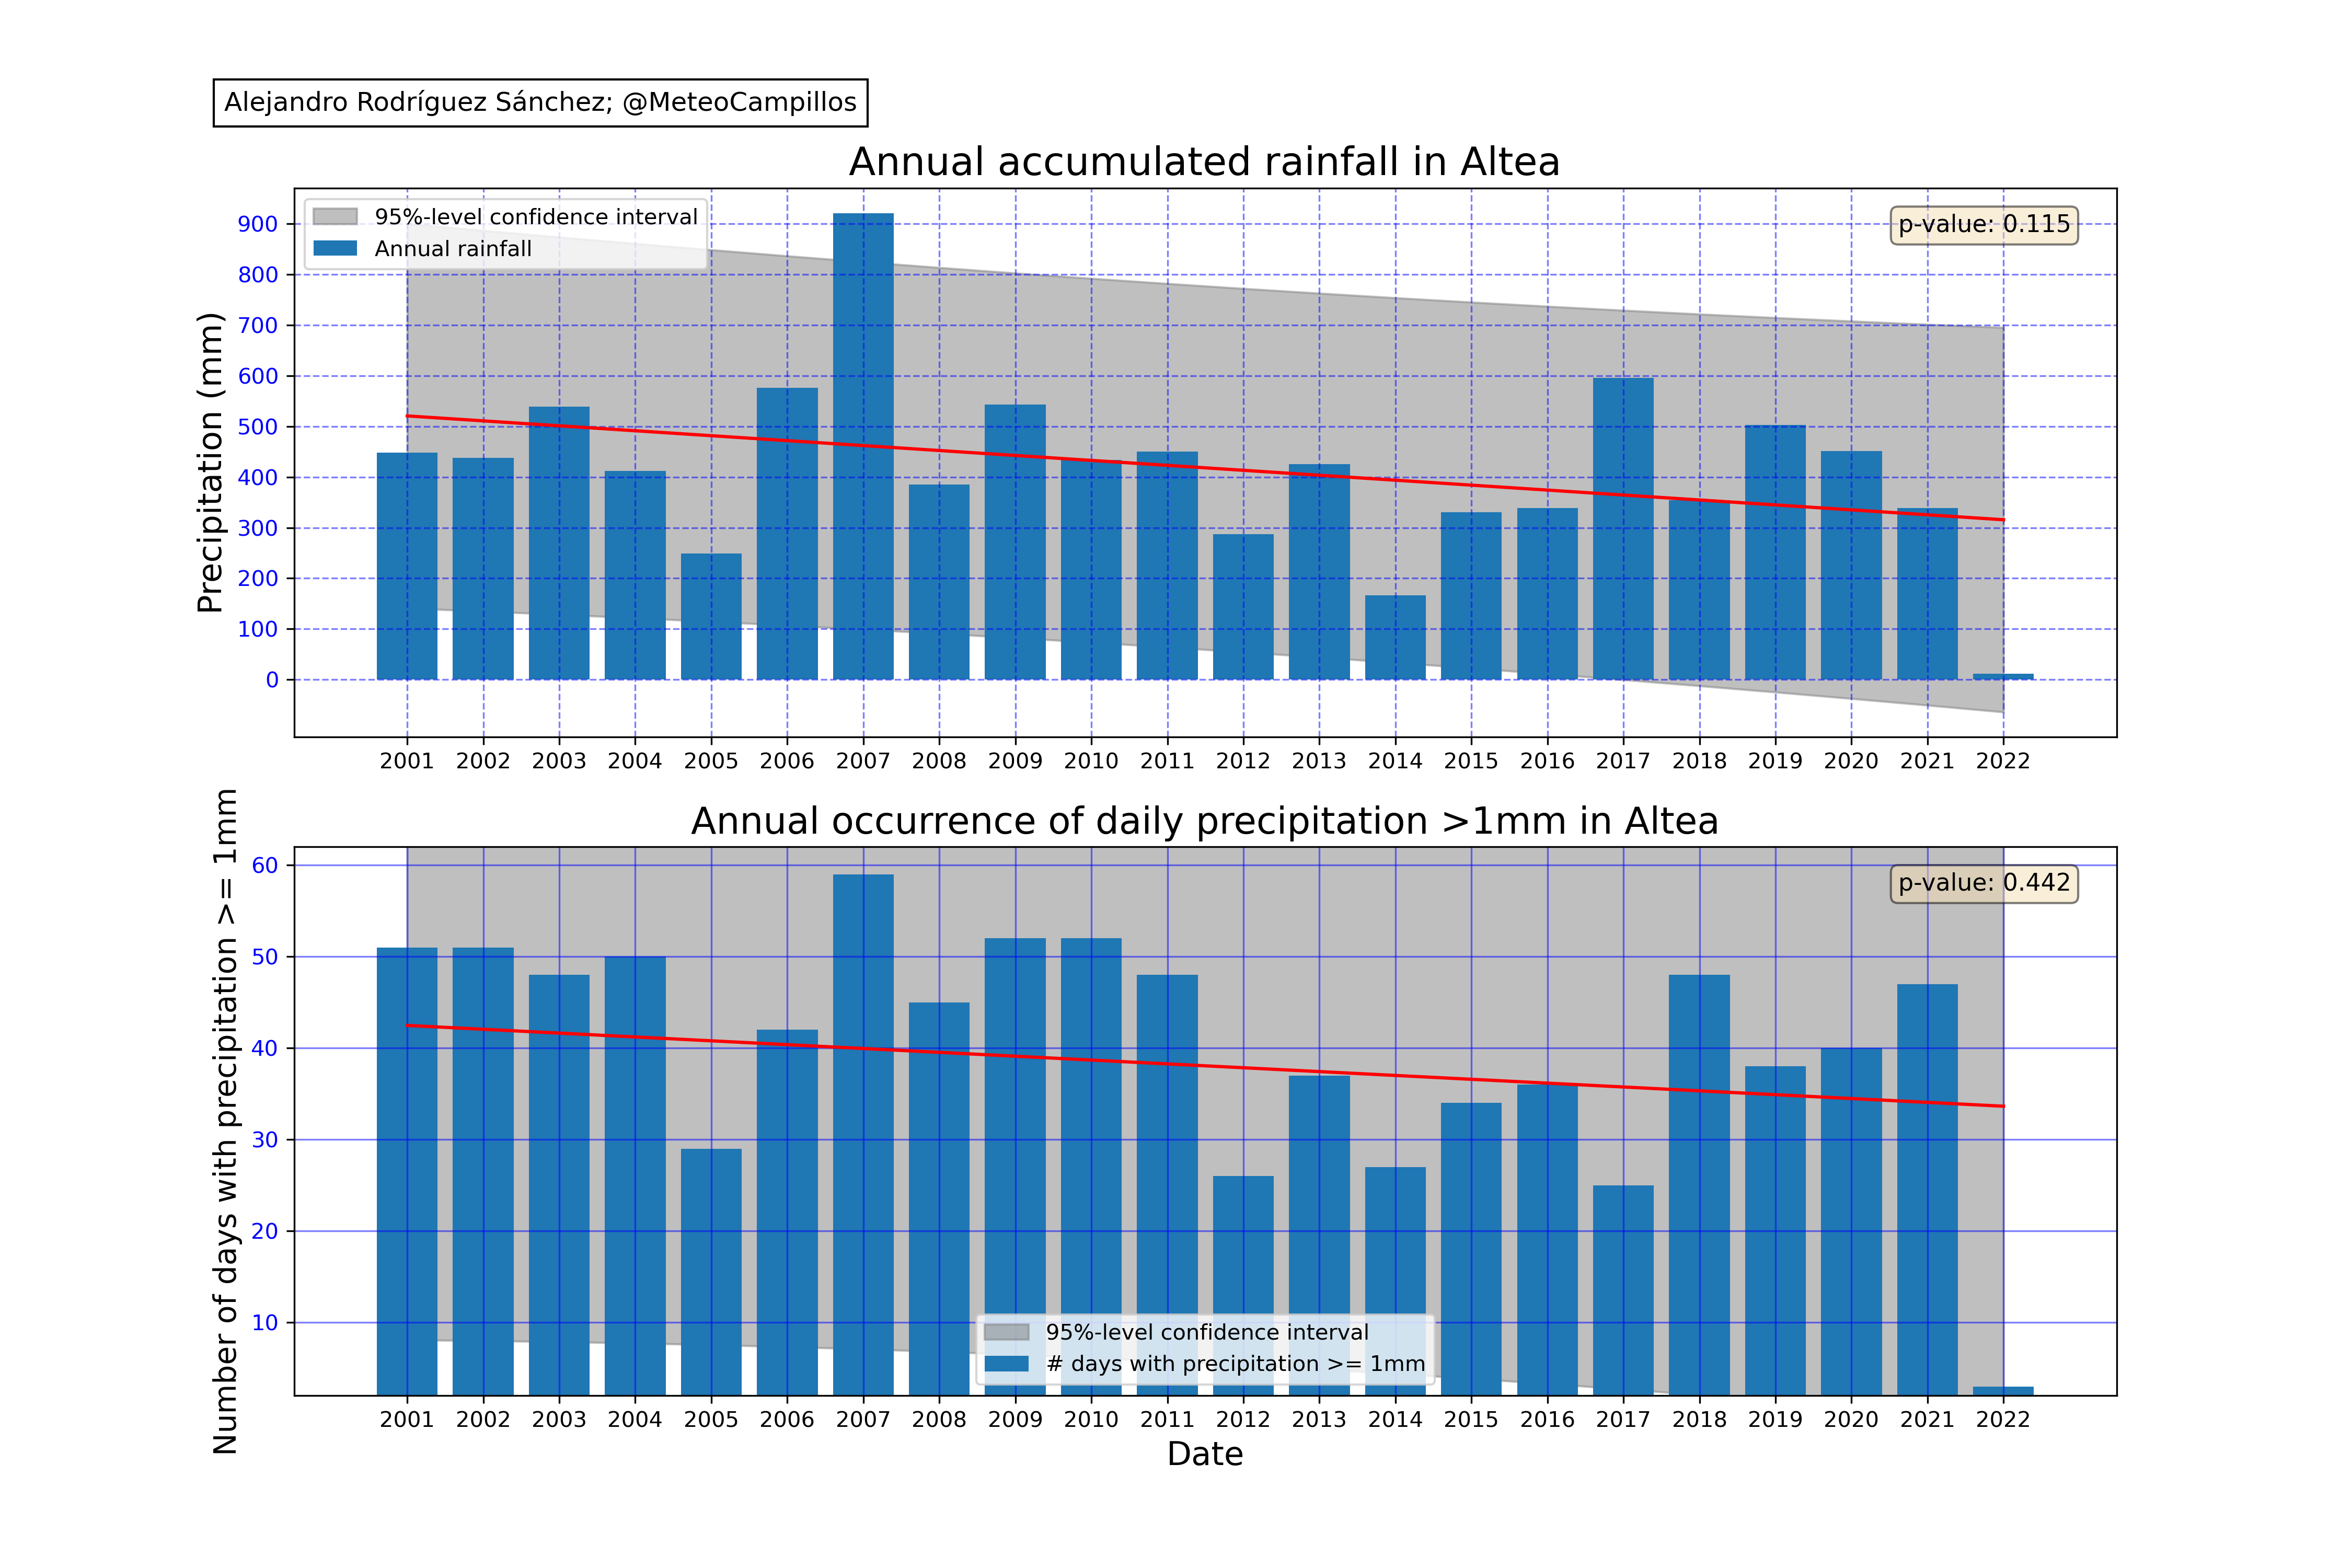 Alejandro Rodríguez Sánchez; @MeteoCampillos
Annual accumulated rainfall in Altea
95%-level confidence interval
Annual rainfall
p-value: 0.115
Precipitation (mm)
900
800
700
600
500
400
300
200
100
0
2001 2002 2003 2004 2005 2006 2007 2008 2009 2010 2011 2012 2013 2014 2015 2016 2017 2018 2019 2020 2021 2022
Annual occurrence of daily precipitation >1mm in Altea
p-value: 0.442
Number of days with precipitation >= 1mm
60
50
40
30
20
10
95%-level confidence interval
# days with precipitation >= 1mm
2001 2002 2003 2004 2005 2006 2007 2008 2009 2010 2011 2012 2013 2014 2015 2016 2017 2018 2019 2020 2021 2022
Date